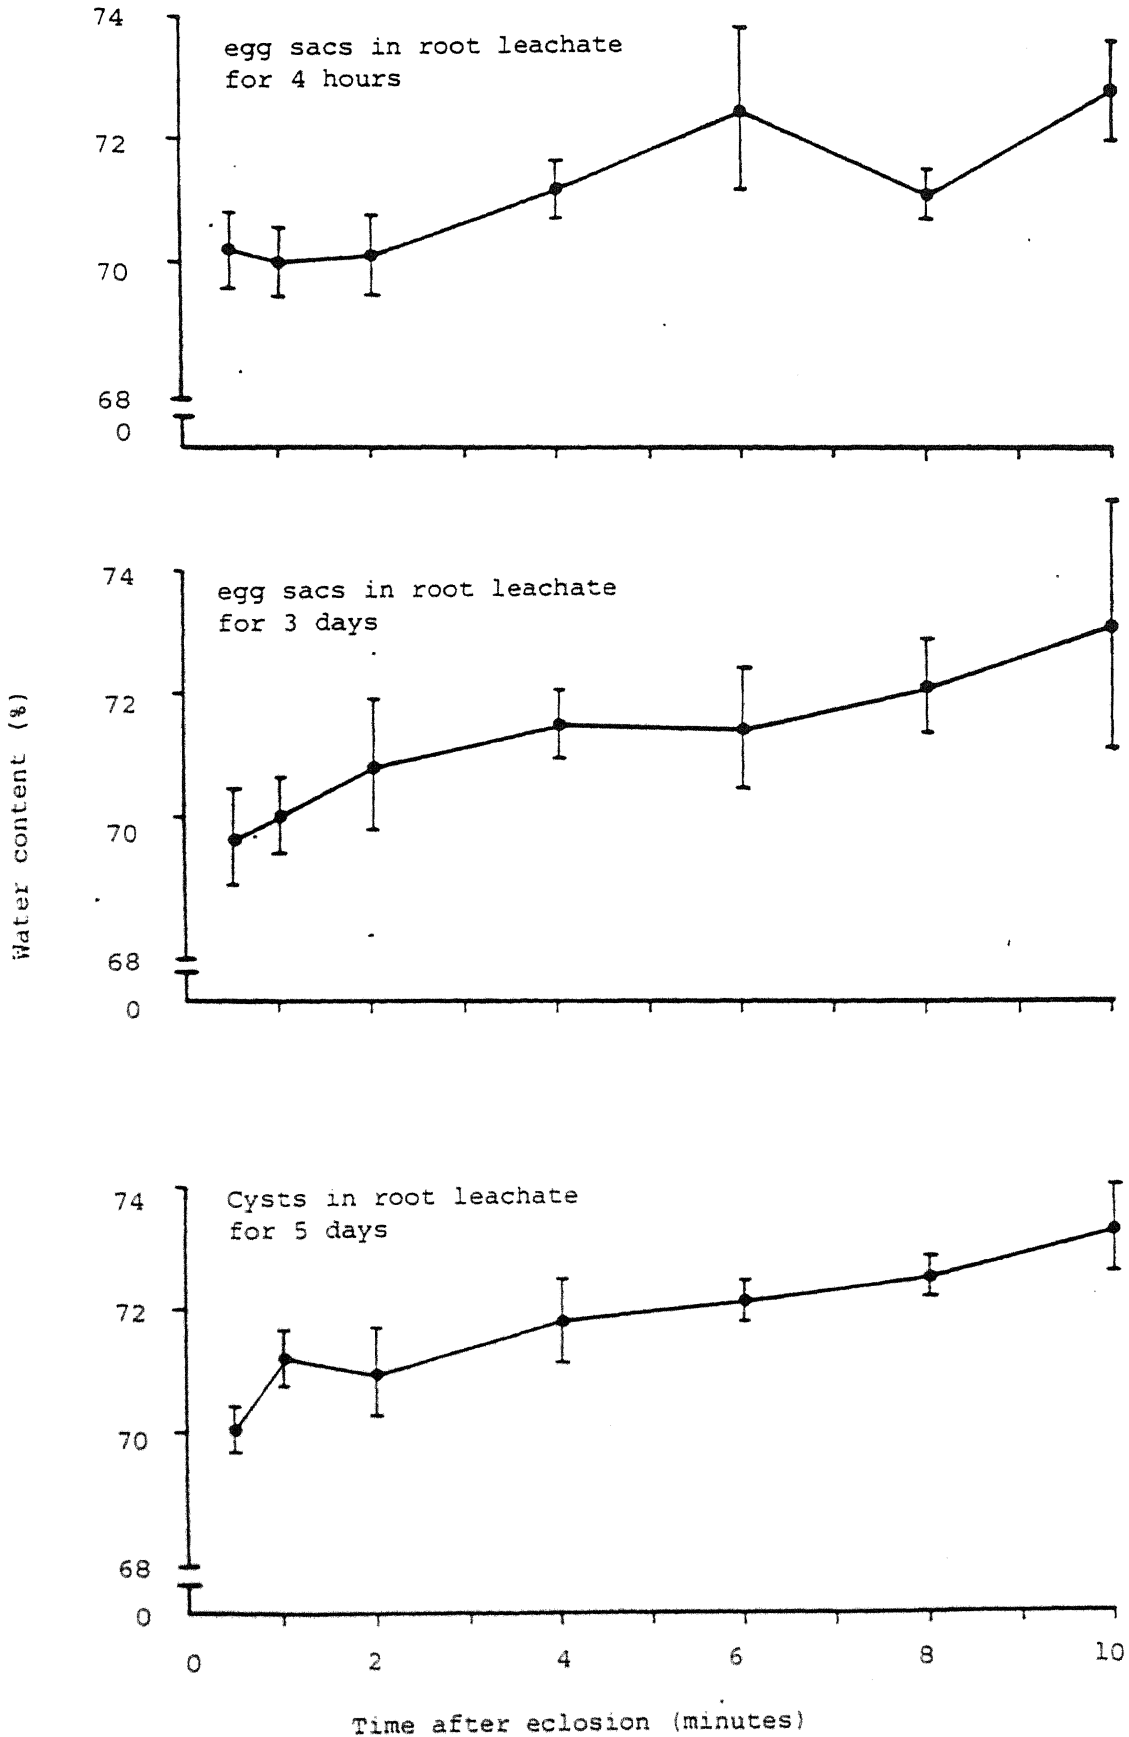 74
egg sacs in root leachate
for 4 hours
72
70
68
0
74
egg sacs in root leachate
for 3 days
72
70
68
0
Water content (%)
74
Cysts in root leachate
for 5 days
72
70
68
0
0 2 4 6 8 10
Time after eclosion (minutes)